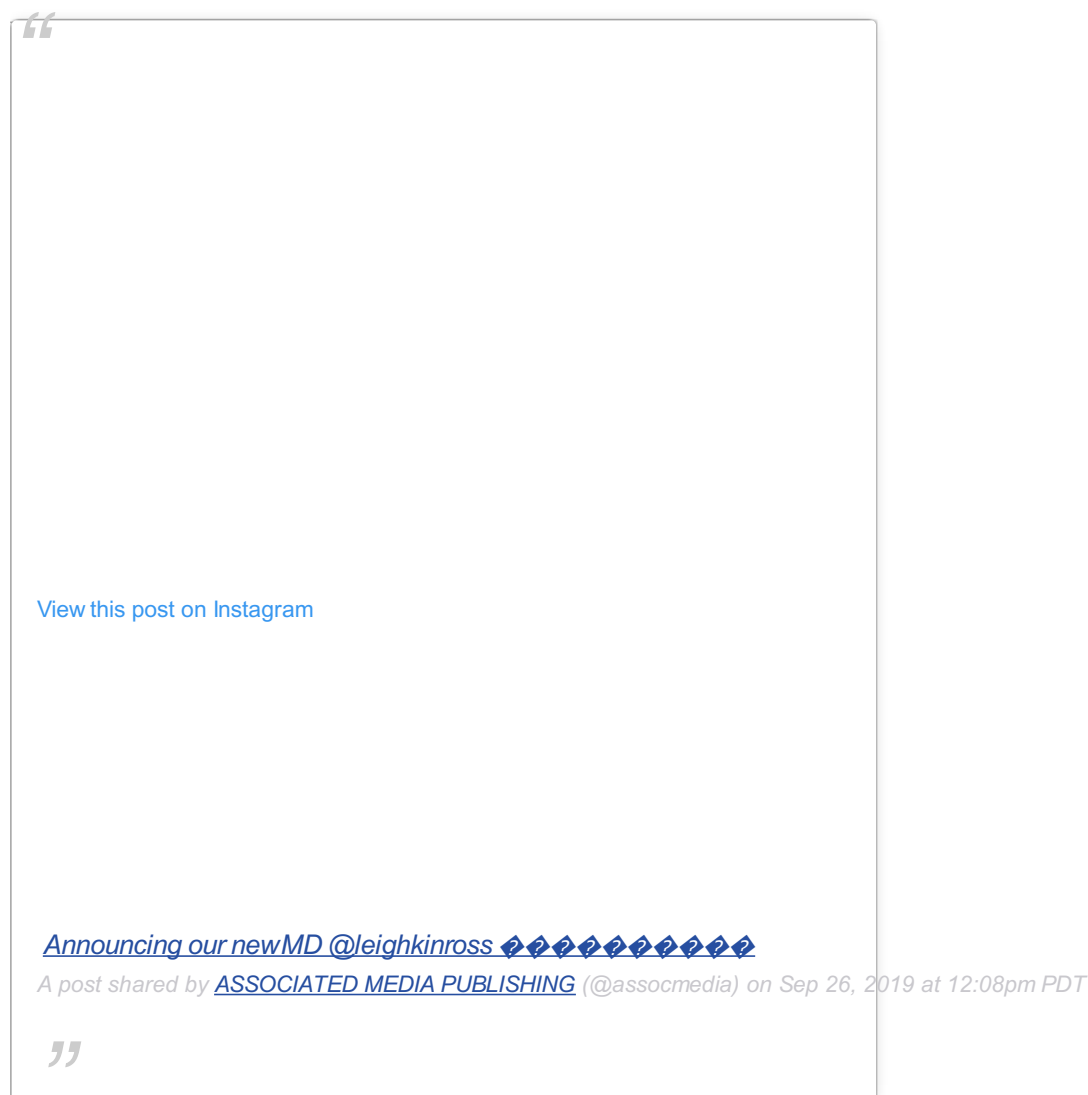 “
View this post on Instagram
Announcing our new MD @leighkinross ����������
A post shared by ASSOCIATED MEDIA PUBLISHING (@assocmedia) on Sep 26, 2019 at 12:08pm PDT
”